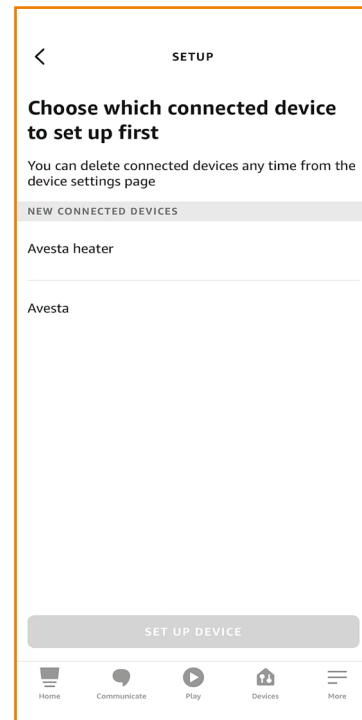 SETUP
Choose which connected device
to set up first
You can delete connected devices any time from the
device settings page
NEW CONNECTED DEVICES
Avesta heater
Avesta
SET UP DEVICE
Home Communicate Play Devices More